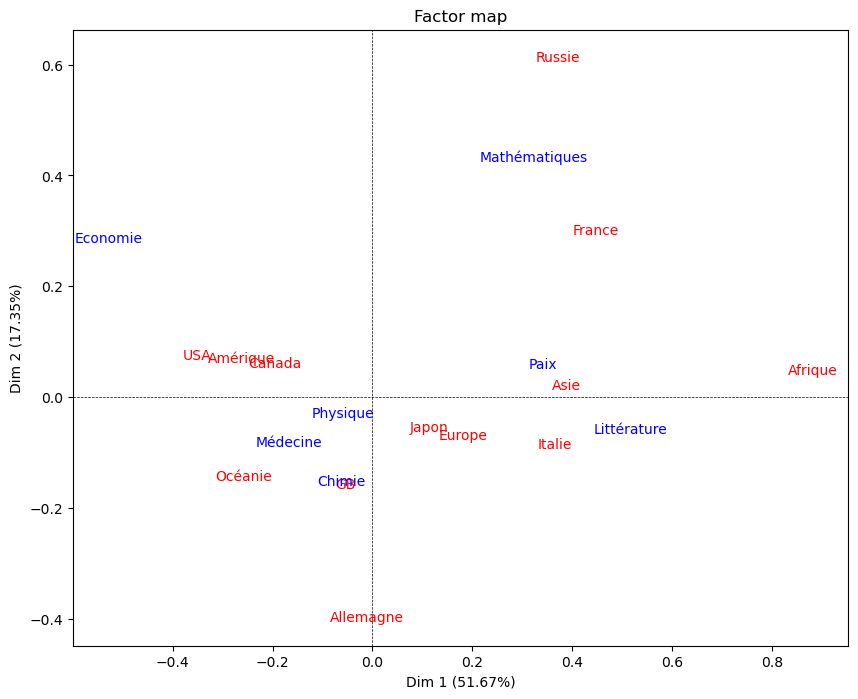 Factor map
Russie
0.6
Mathématiques
0.4
France
Economie
0.2
USA
Amérique
Canada
Paix
Afrique
Asie
0.0
Physique
Japon
Europe
Littérature
Médecine
Italie
Océanie
Chimie
GB
−0.2
Allemagne
−0.4
−0.4 −0.2 0.0 0.2 0.4 0.6 0.8
Dim 1 (51.67%)
Dim 2 (17.35%)